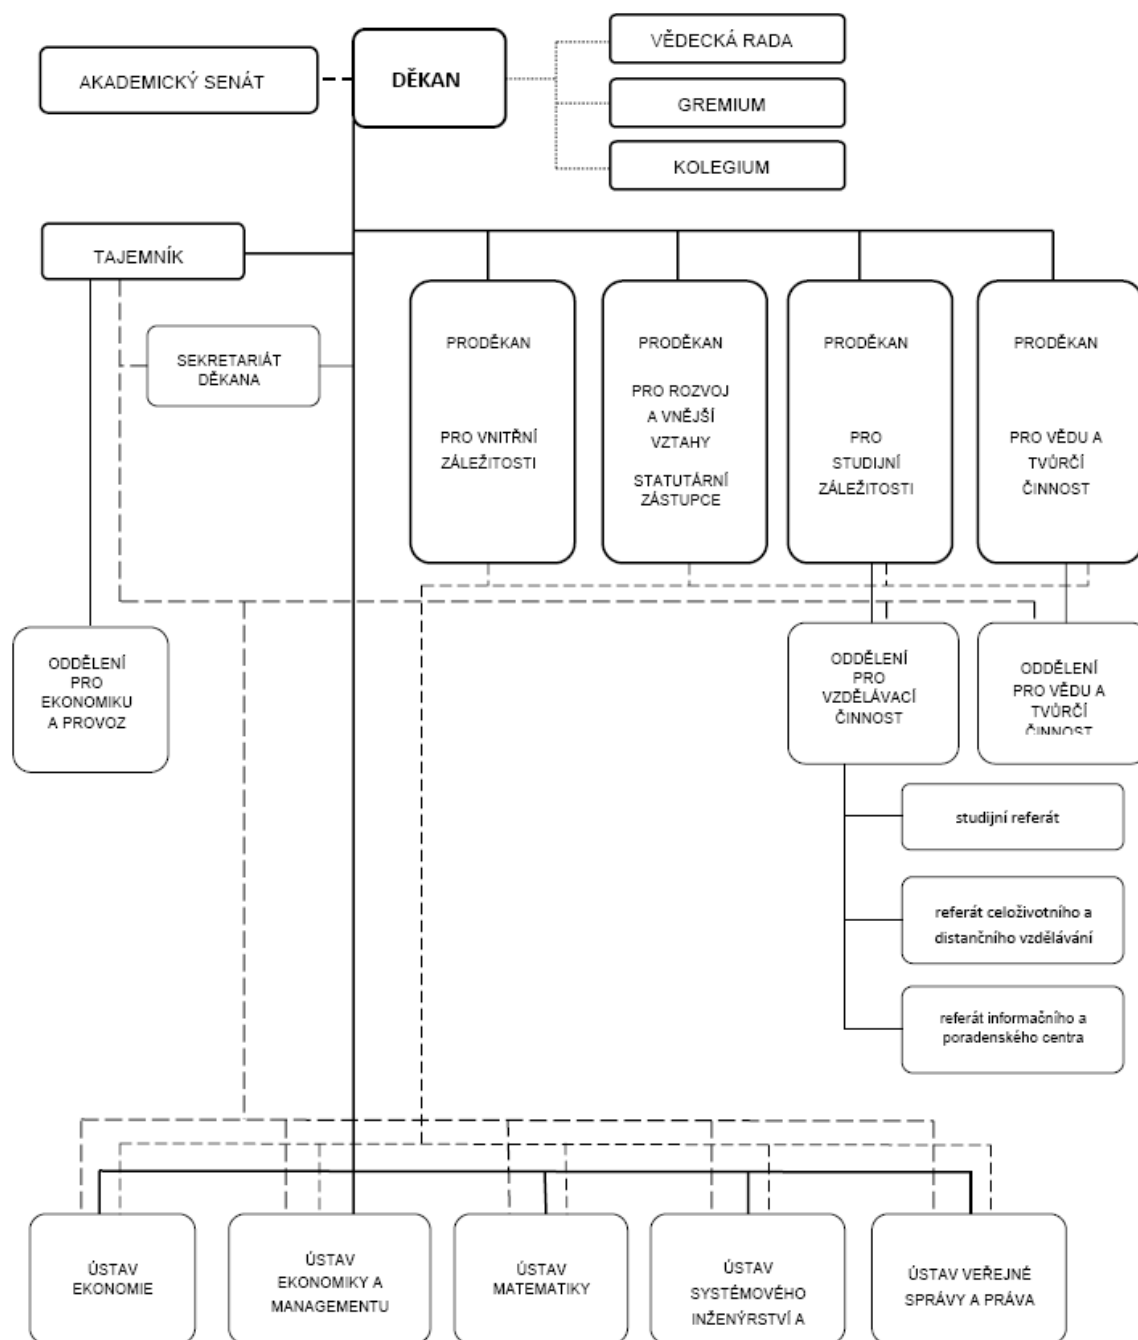 AKADEMICKÝ SENÁT
DĚKAN
VĚDECKÁ RADA
GREMIUM
KOLEGIUM
TAJEMNÍK
SEKRETARIÁT
DĚKANA
PRODĚKAN
PRO VNITŘNÍ
ZÁLEŽITOSTI
PRODĚKAN
PRO ROZVOJ
A VNĚJŠÍ
VZTAHY
STATUTÁRNÍ
ZÁSTUPCE
PRODĚKAN
PRO
STUDIJNÍ
ZÁLEŽITOSTI
PRODĚKAN
PRO VĚDU A
TVŮRČÍ
ČINNOST
ODDĚLENÍ
PRO
EKONOMIKU
A PROVOZ
ODDĚLENÍ
PRO
VZDĚLÁVACÍ
ČINNOST
ODDĚLENÍ
PRO VĚDU A
TVŮRČÍ
ČINNOST
studijní referát
referát celoživotního a
distančního vzdělávání
referát informačního a
poradenského centra
ÚSTAV
EKONOMIE
ÚSTAV
EKONOMIKY A
MANAGEMENTU
ÚSTAV
MATEMATIKY
ÚSTAV
SYSTÉMOVÉHO
INŽENÝRSTVÍ A
ÚSTAV VEŘEJNÉ
SPRÁVY A PRÁVA